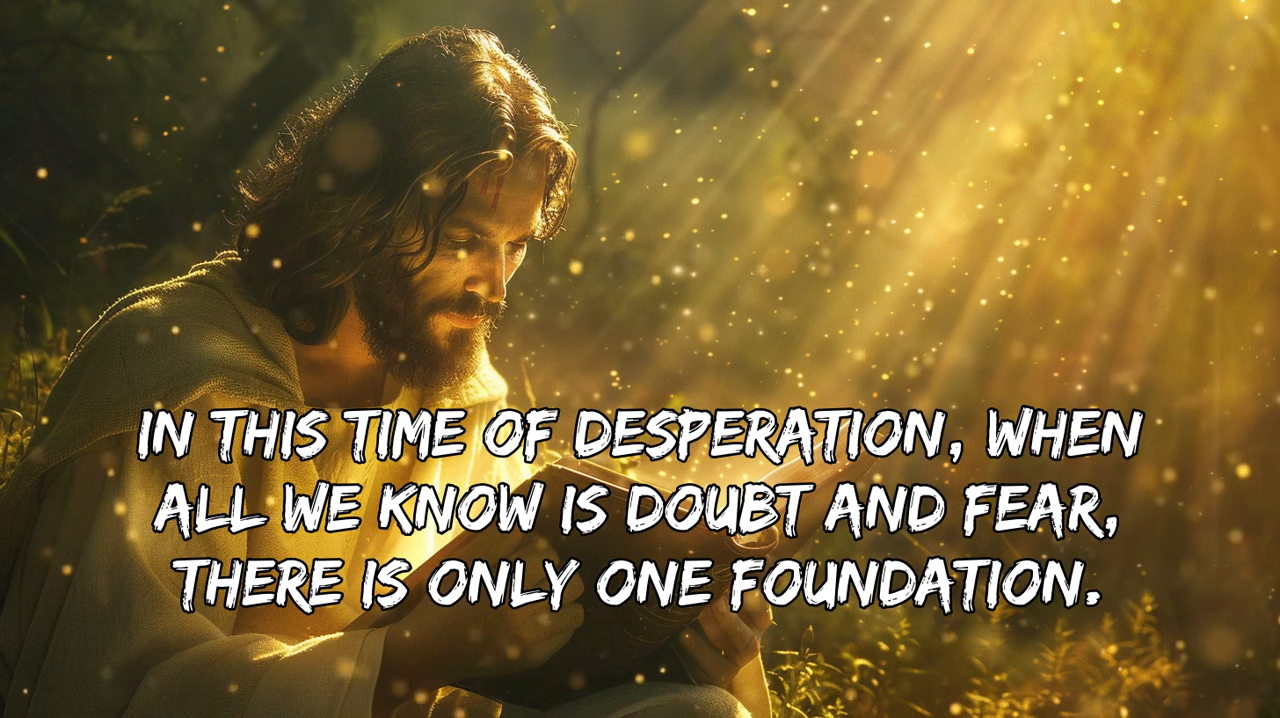 IN THIS TIME OF DESPERATION, WHEN
ALL WE KNOW IS DOUBT AND FEAR,
THERE IS ONLY ONE FOUNDATION.